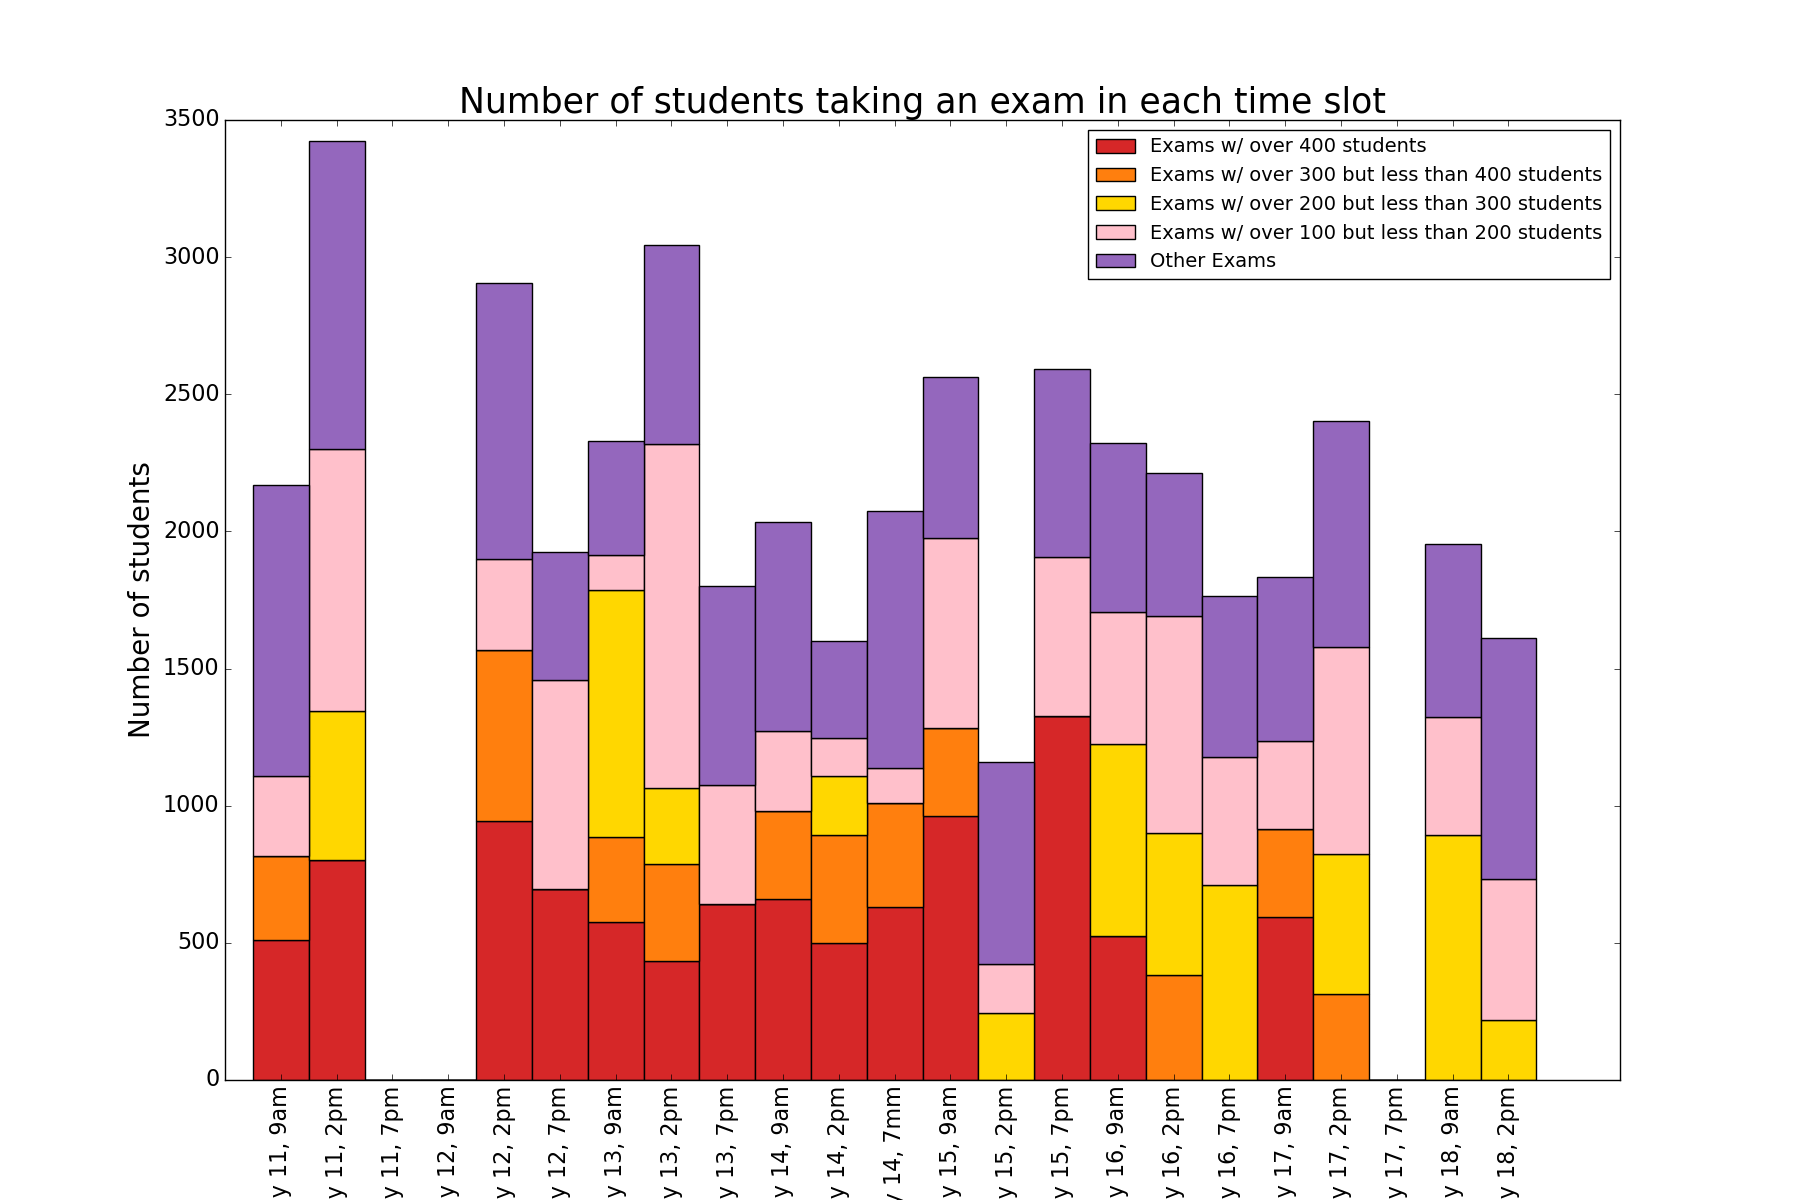 Number of students taking an exam in each time slot
Exams w/ over 400 students
Exams w/ over 300 but less than 400 students
Exams w/ over 200 but less than 300 students
Exams w/ over 100 but less than 200 students
Other Exams
Number of students
3500
3000
2500
2000
1500
1000
500
0
y 11, 9am
y 11, 2pm
y 11, 7pm
y 12, 9am
y 12, 2pm
y 12, 7pm
y 13, 9am
y 13, 2pm
y 13, 7pm
y 14, 9am
y 14, 2pm
y 14, 7mm
y 15, 9am
y 15, 2pm
y 15, 7pm
y 16, 9am
y 16, 2pm
y 16, 7pm
y 17, 9am
y 17, 2pm
y 17, 7pm
y 18, 9am
y 18, 2pm